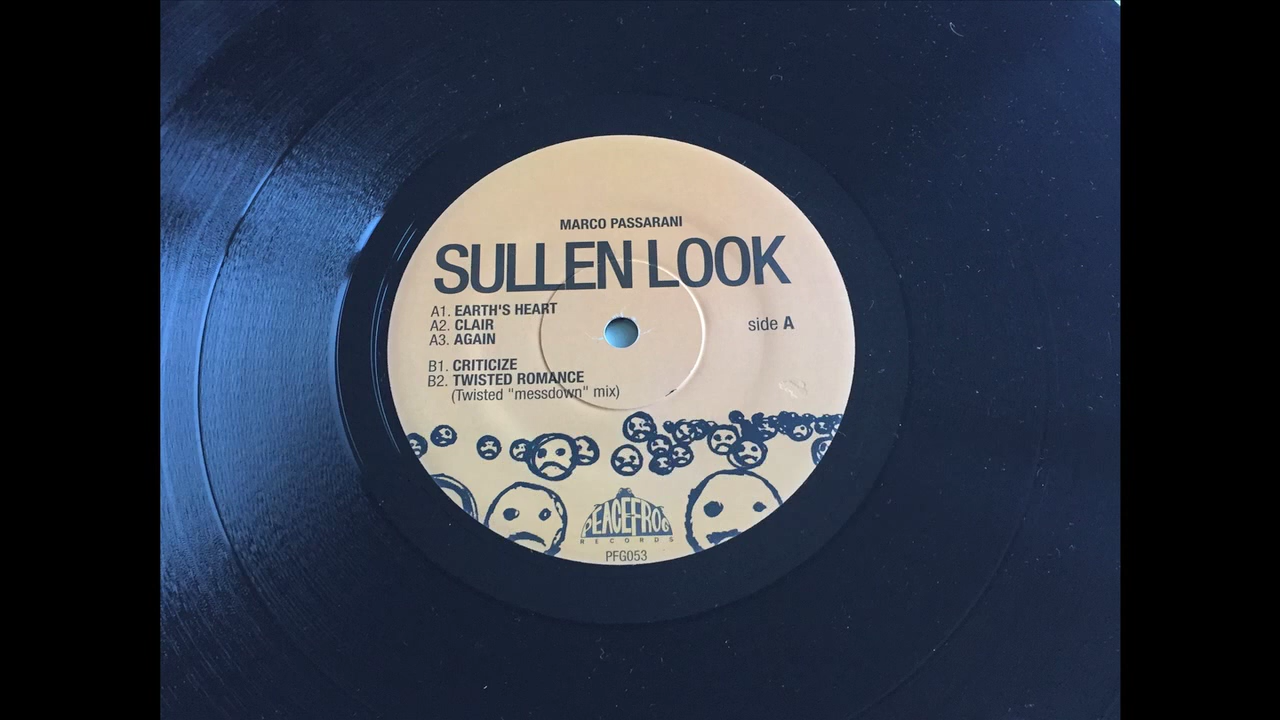 MARCO PASSARANI
SULLEN LOOK
A1. EARTH'S HEART
A2. CLAIR
A3. AGAIN
side A
B1. CRITICIZE
B2. TWISTED ROMANCE
(Twisted "messdown" mix)
PEACEFROG
RECORDS
PFG053